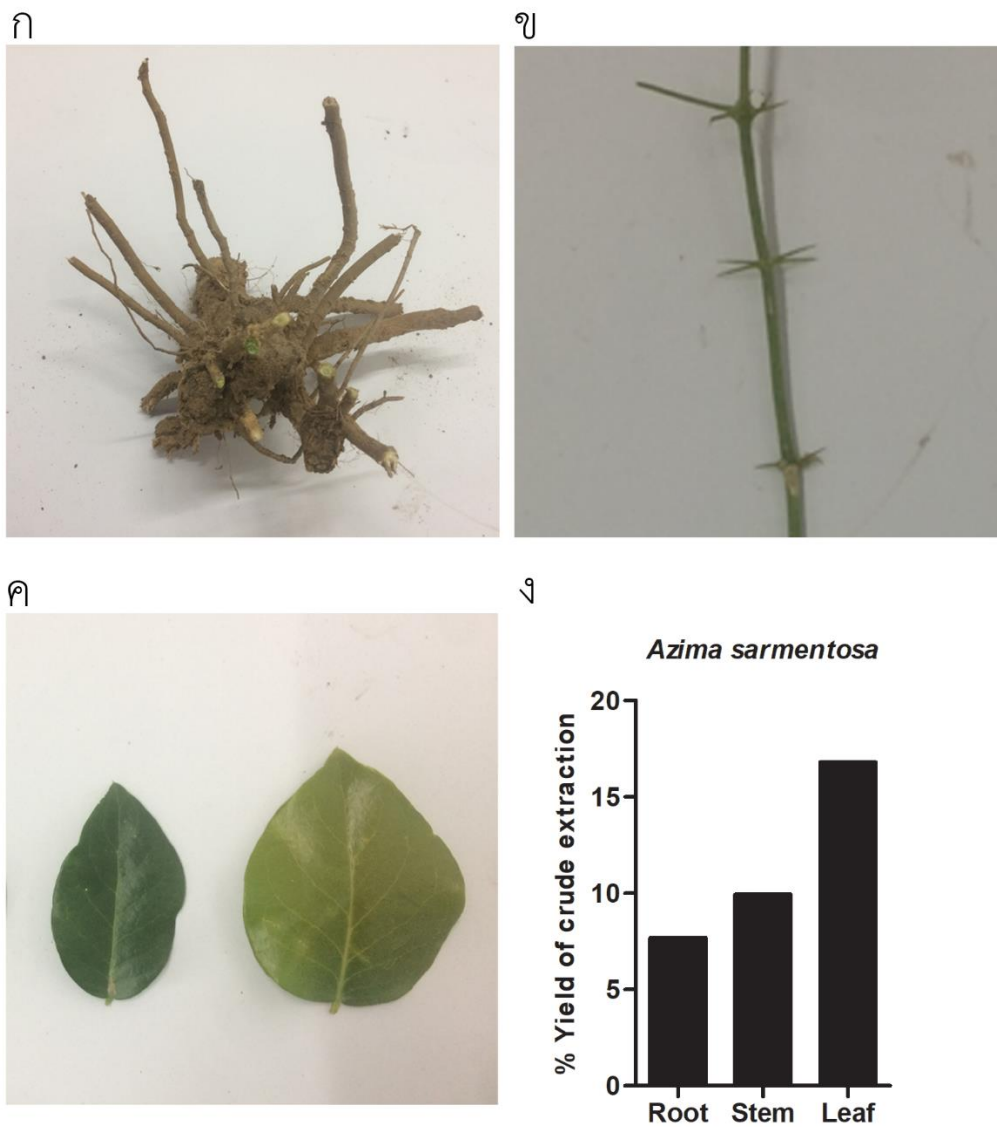 ก
ข
ค
ง
Azima sarmentosa
% Yield of crude extraction
20
15
10
5
0
Root Stem Leaf